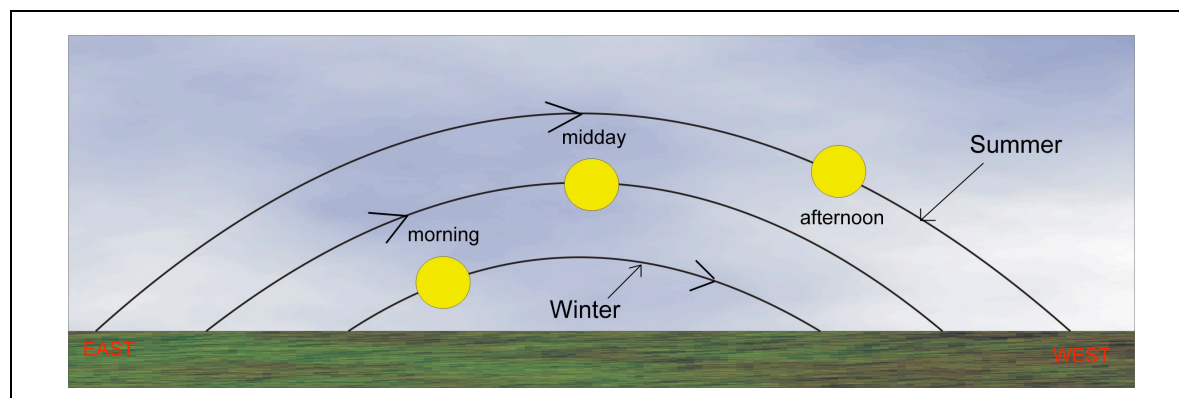 midday
Summer
afternoon
morning
Winter
EAST
WEST